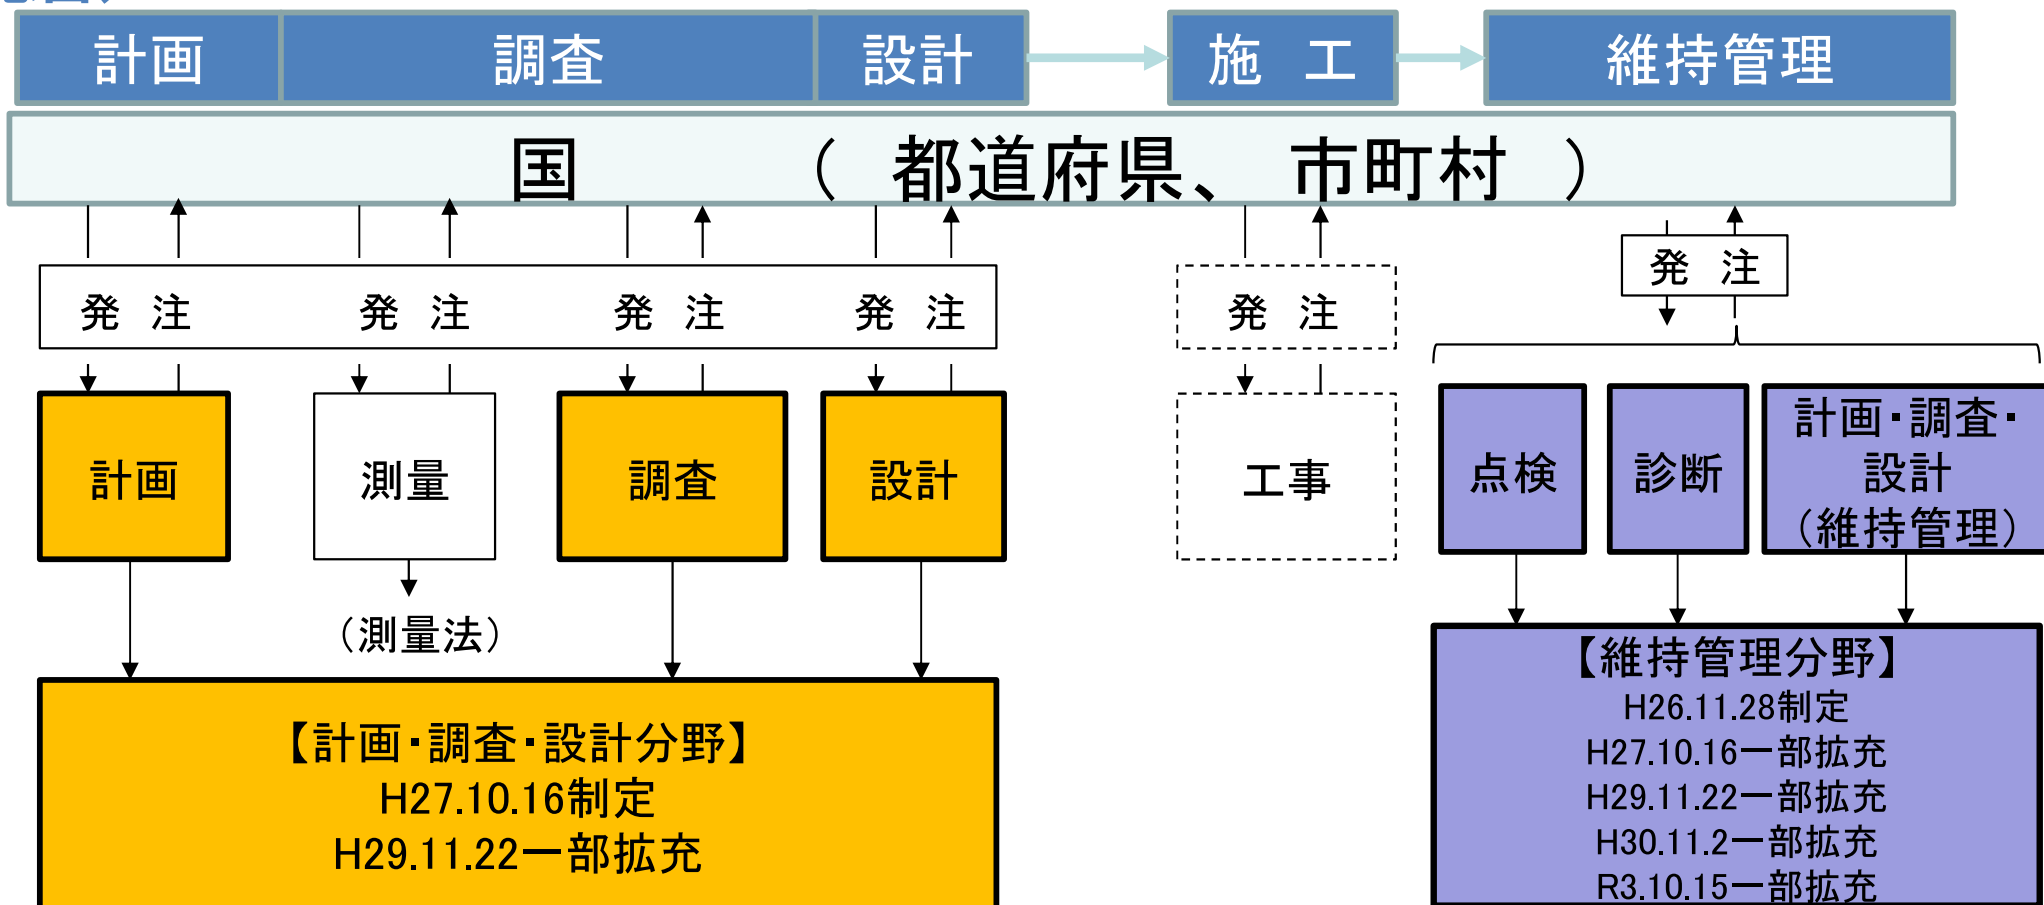 計画 調査 設計 施 工 維持管理
国 （ 都道府県、 市町村 ）
発 注 発 注 発 注 発 注 発 注 発 注
計画 測量 調査 設計 工事 点検 診断
計画・調査・
設計
（維持管理）
（測量法）
【計画・調査・設計分野】
H27.10.16制定
H29.11.22一部拡充
【維持管理分野】
H26.11.28制定
H27.10.16一部拡充
H29.11.22一部拡充
H30.11.2一部拡充
R3.10.15一部拡充